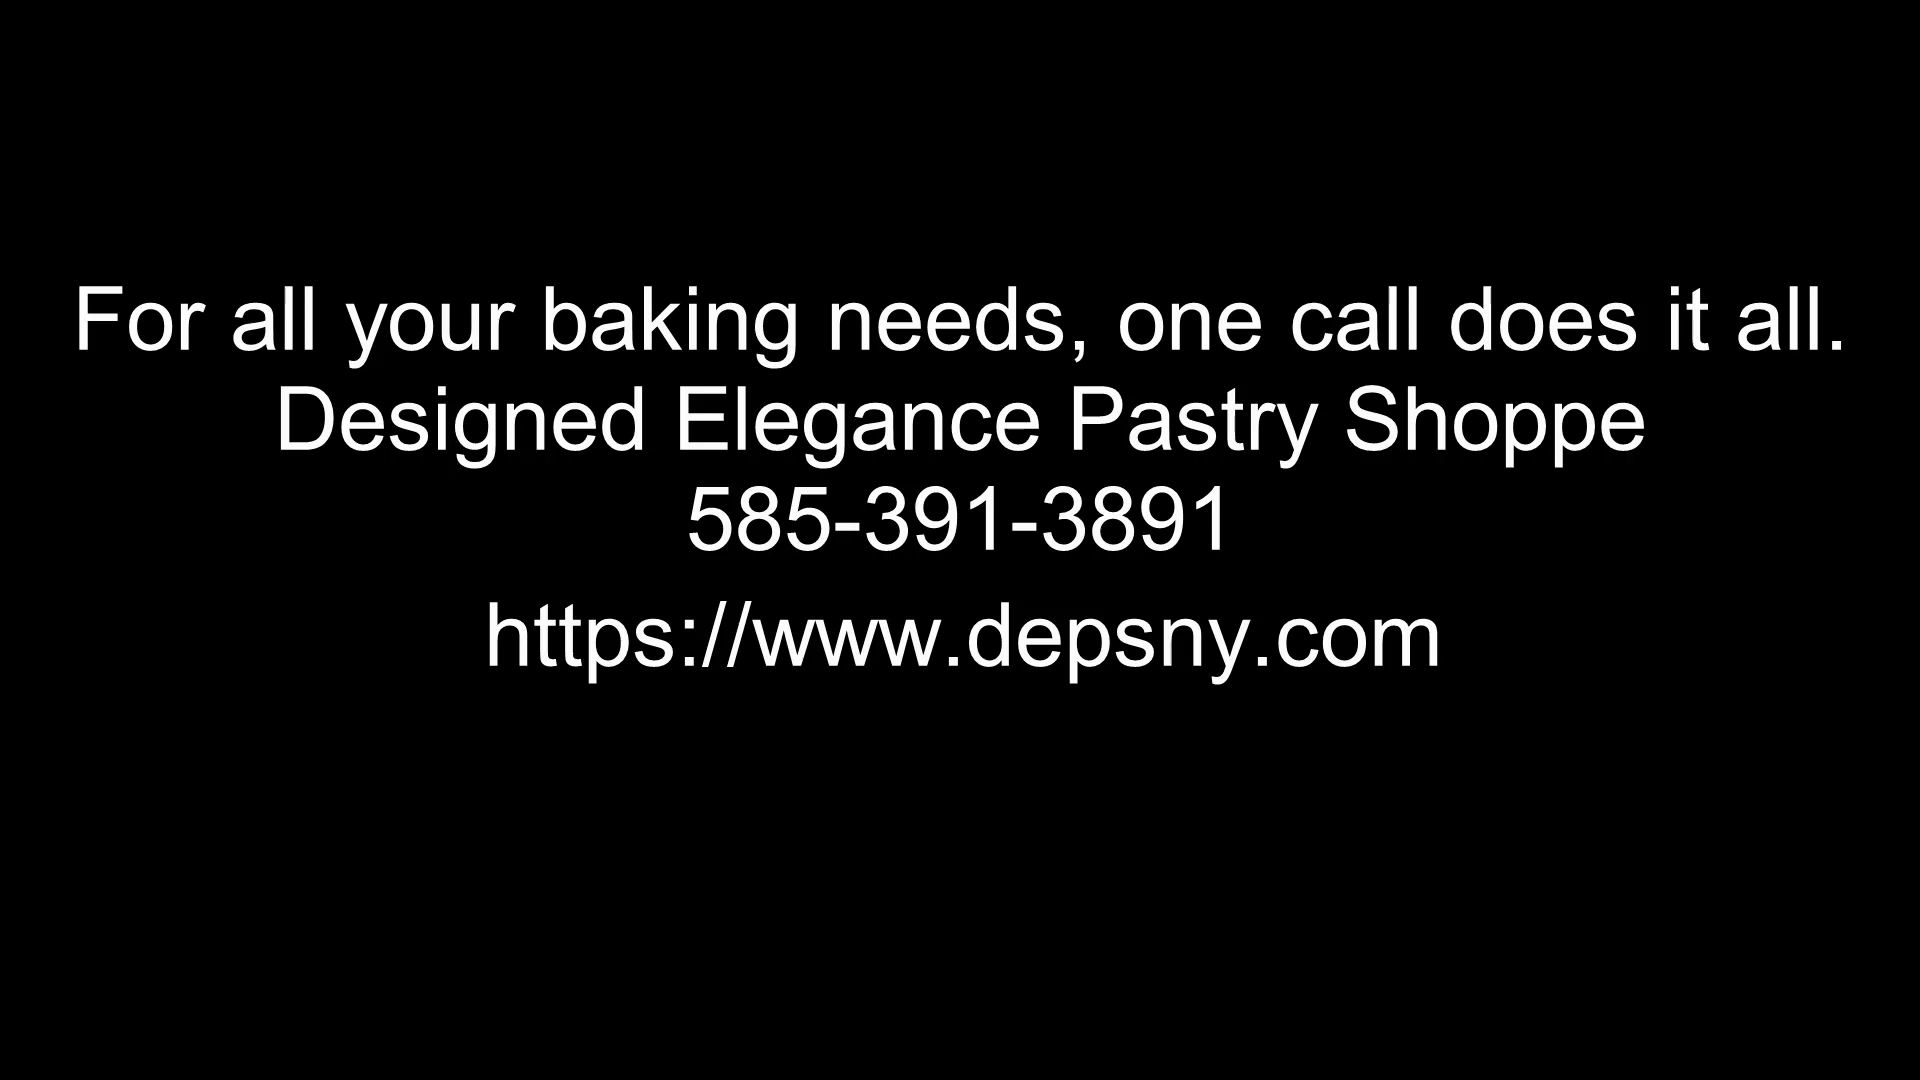 For all your baking needs, one call does it all.
Designed Elegance Pastry Shoppe
585-391-3891
https://www.depsny.com